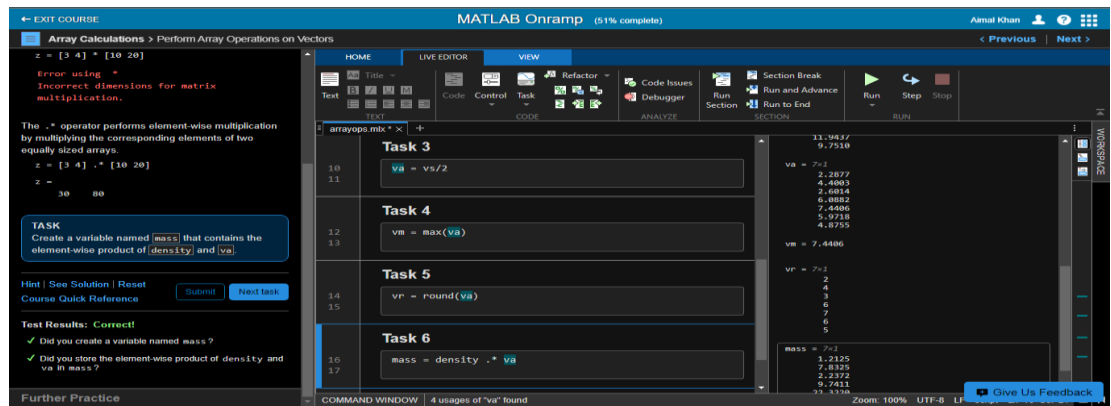 ← EXIT COURSE
MATLAB Onramp (51% complete)
Aimal Khan
Array Calculations > Perform Array Operations on Vectors
< Previous | Next >
z = [3 4] * [10 20]
Error using *
Incorrect dimensions for matrix
multiplication.
The .* operator performs element-wise multiplication
by multiplying the corresponding elements of two
equally sized arrays.
z = [3 4] .* [10 20]
z =
30 80
TASK
Create a variable named mass that contains the
element-wise product of density and va.
Hint | See Solution | Reset
Course Quick Reference
Submit
Next task
Test Results: Correct!
✓ Did you create a variable named mass?
✓ Did you store the element-wise product of density and
va in mass?
Further Practice
HOME
LIVE EDITOR
VIEW
Text
Aa Title
B I U M
TEXT
Code
Control
Task
Refactor
CODE
Code Issues
Debugger
ANALYZE
Run
Section
Section Break
Run and Advance
Run to End
SECTION
Run
Step
Stop
RUN
arrayops.mlx * × +
Task 3
10 va = vs/2
11
Task 4
12 vm = max(va)
13
Task 5
14 vr = round(va)
15
Task 6
16 mass = density .* va
17
11.9437
9.7510
va = 7×1
2.2877
4.4003
2.6014
6.0882
7.4406
5.9718
4.8755
vm = 7.4406
vr = 7×1
2
4
3
6
7
6
5
mass = 7×1
1.2125
7.8325
2.2372
9.7411
WORKSPACE
Give Us Feedback
COMMAND WINDOW
4 usages of "va" found
Zoom: 100% UTF-8